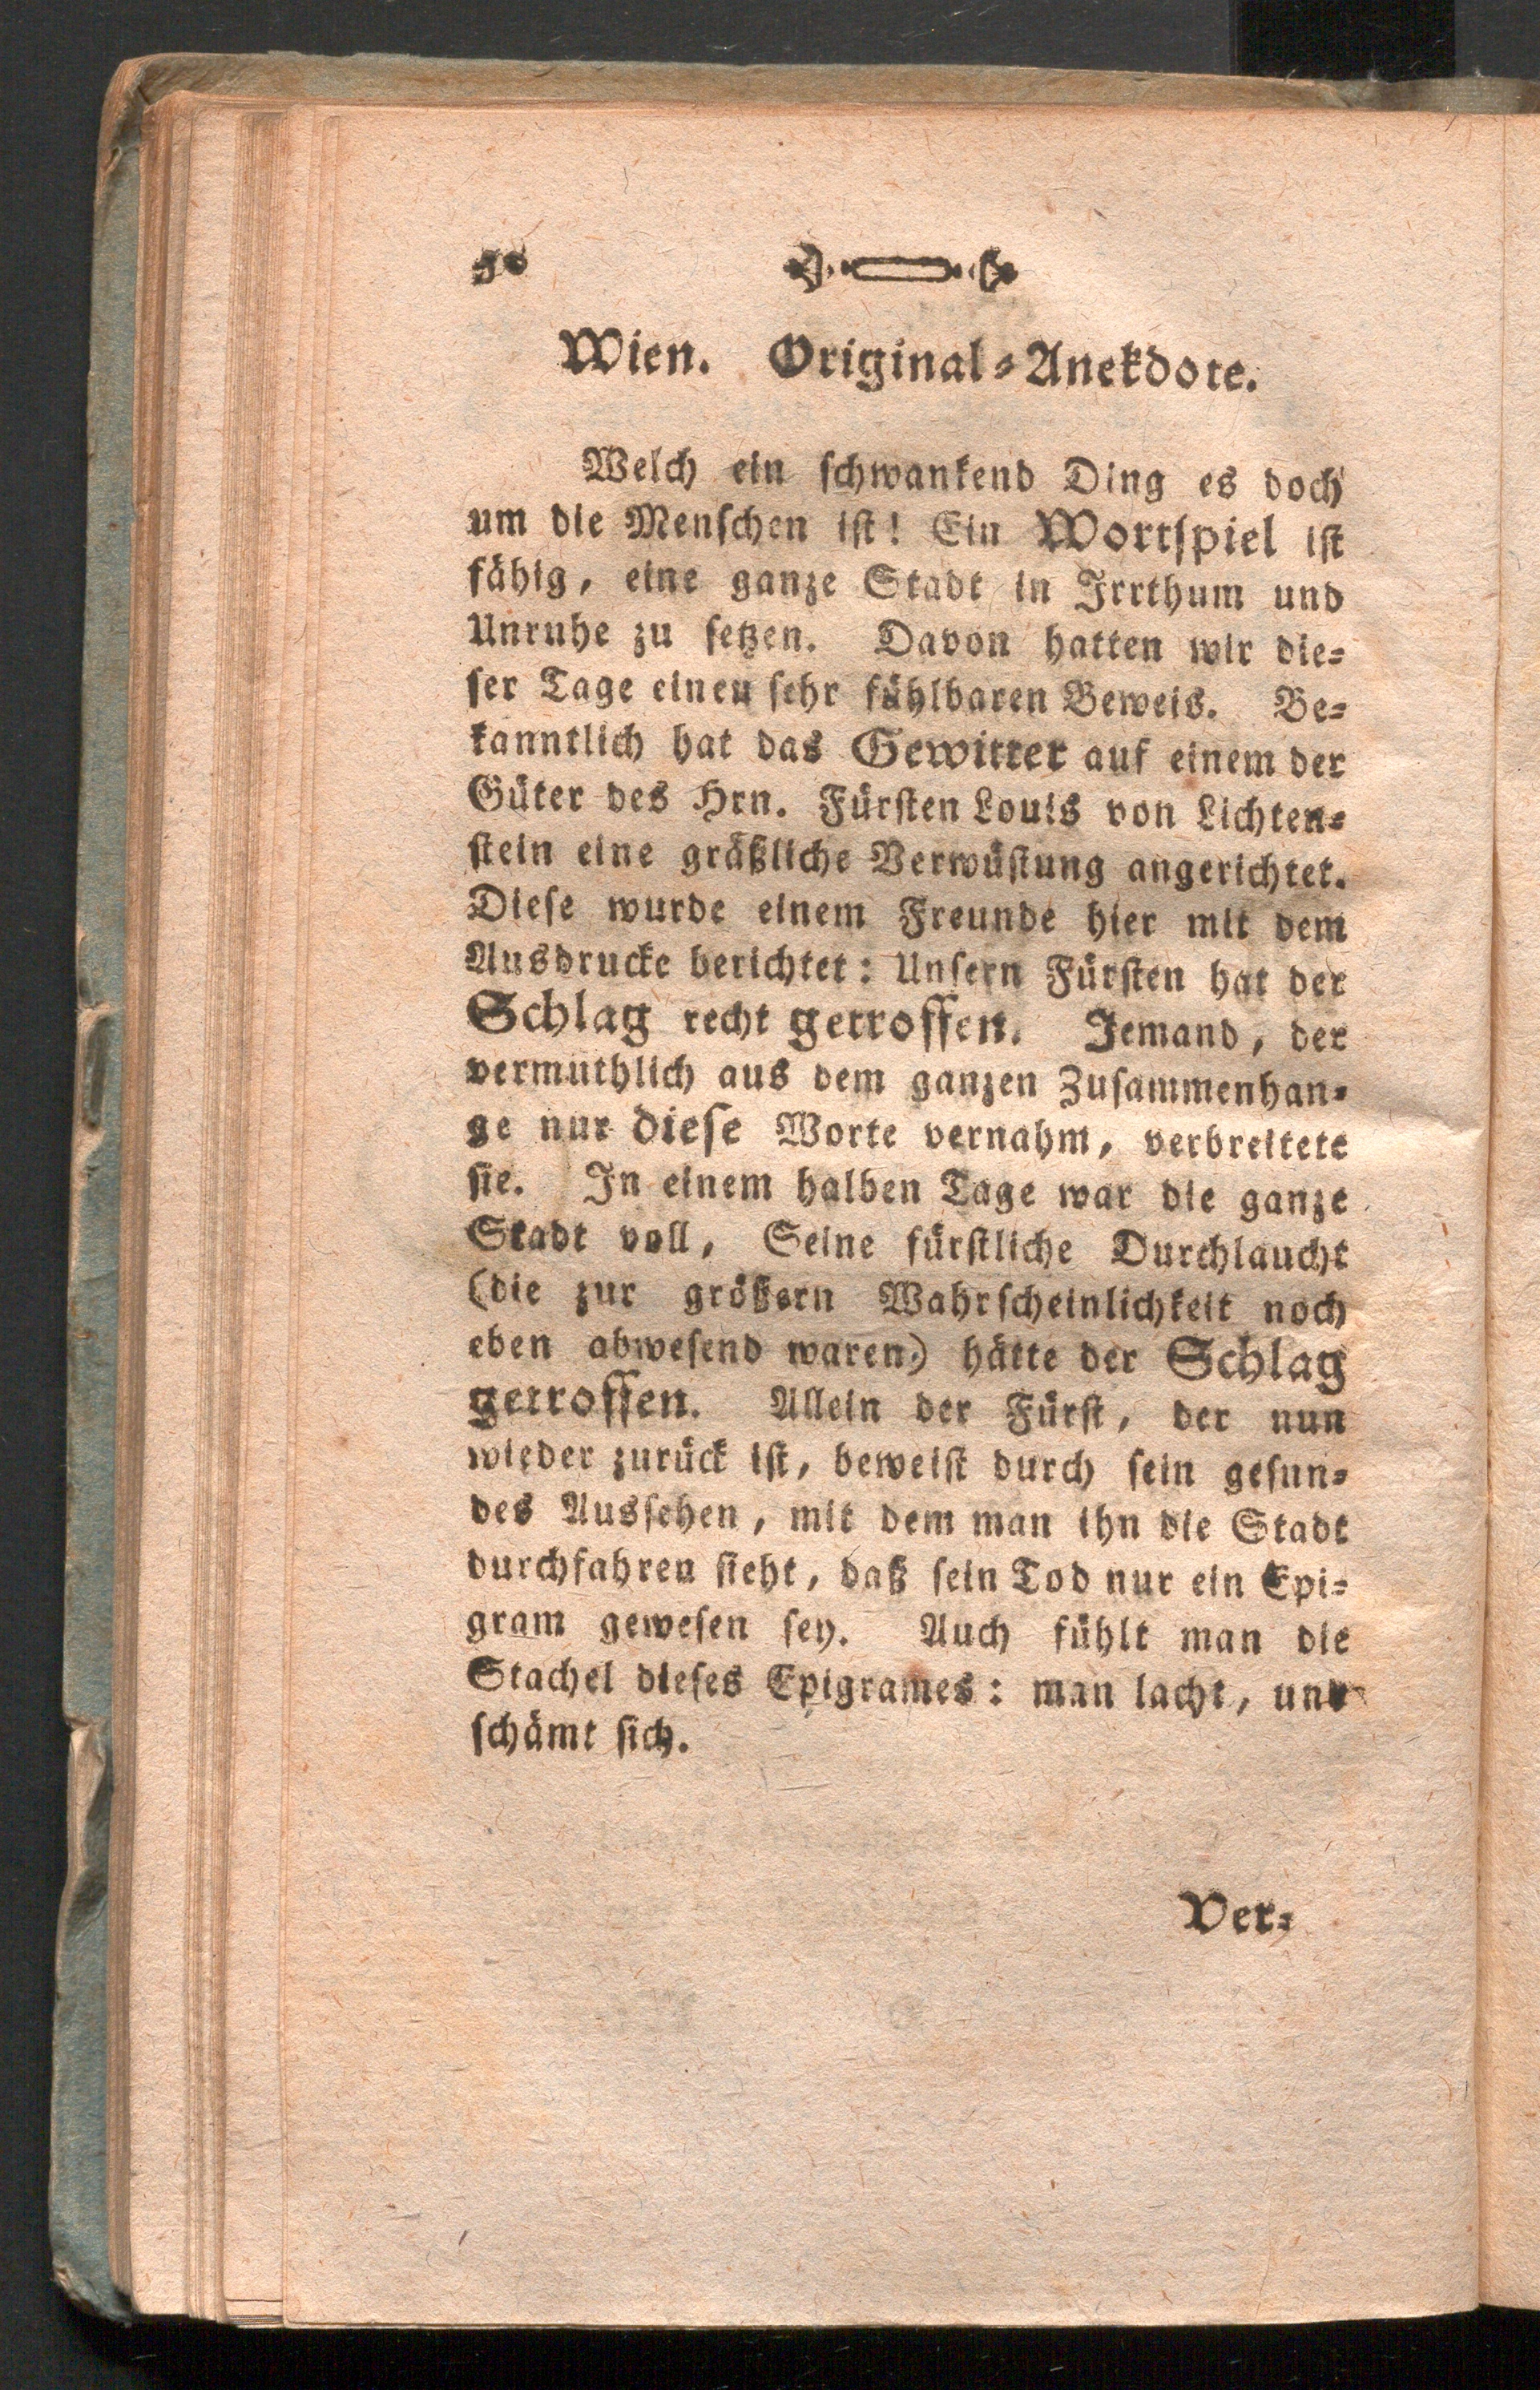 50
Wien. Original-Anekdote.
Welch ein schwankend Ding es doch
um die Menschen ist! Ein Wortspiel ist
fähig, eine ganze Stadt in Irrthum und
Unruhe zu setzen. Davon hatten wir die-
ser Tage einen sehr fühlbaren Beweis. Be-
kanntlich hat das Gewitter auf einem der
Güter des Hrn. Fürsten Louis von Lichten-
stein eine gräßliche Verwüstung angerichtet.
Diese wurde einem Freunde hier mit dem
Ausdrucke berichtet: Unsern Fürsten hat der
Schlag recht getroffen. Jemand, der
vermuthlich aus dem ganzen Zusammenhan-
ge nur diese Worte vernahm, verbreitete
sie. In einem halben Tage war die ganze
Stadt voll, Seine fürstliche Durchlaucht
(die zur größern Wahrscheinlichkeit noch
eben abwesend waren) hätte der Schlag
getroffen. Allein der Fürst, der nun
wieder zurück ist, beweist durch sein gesun-
des Aussehen, mit dem man ihn die Stadt
durchfahren sieht, daß sein Tod nur ein Epi-
gram gewesen sey. Auch fühlt man die
Stachel dieses Epigrames: man lacht, und
schämt sich.
Ver-